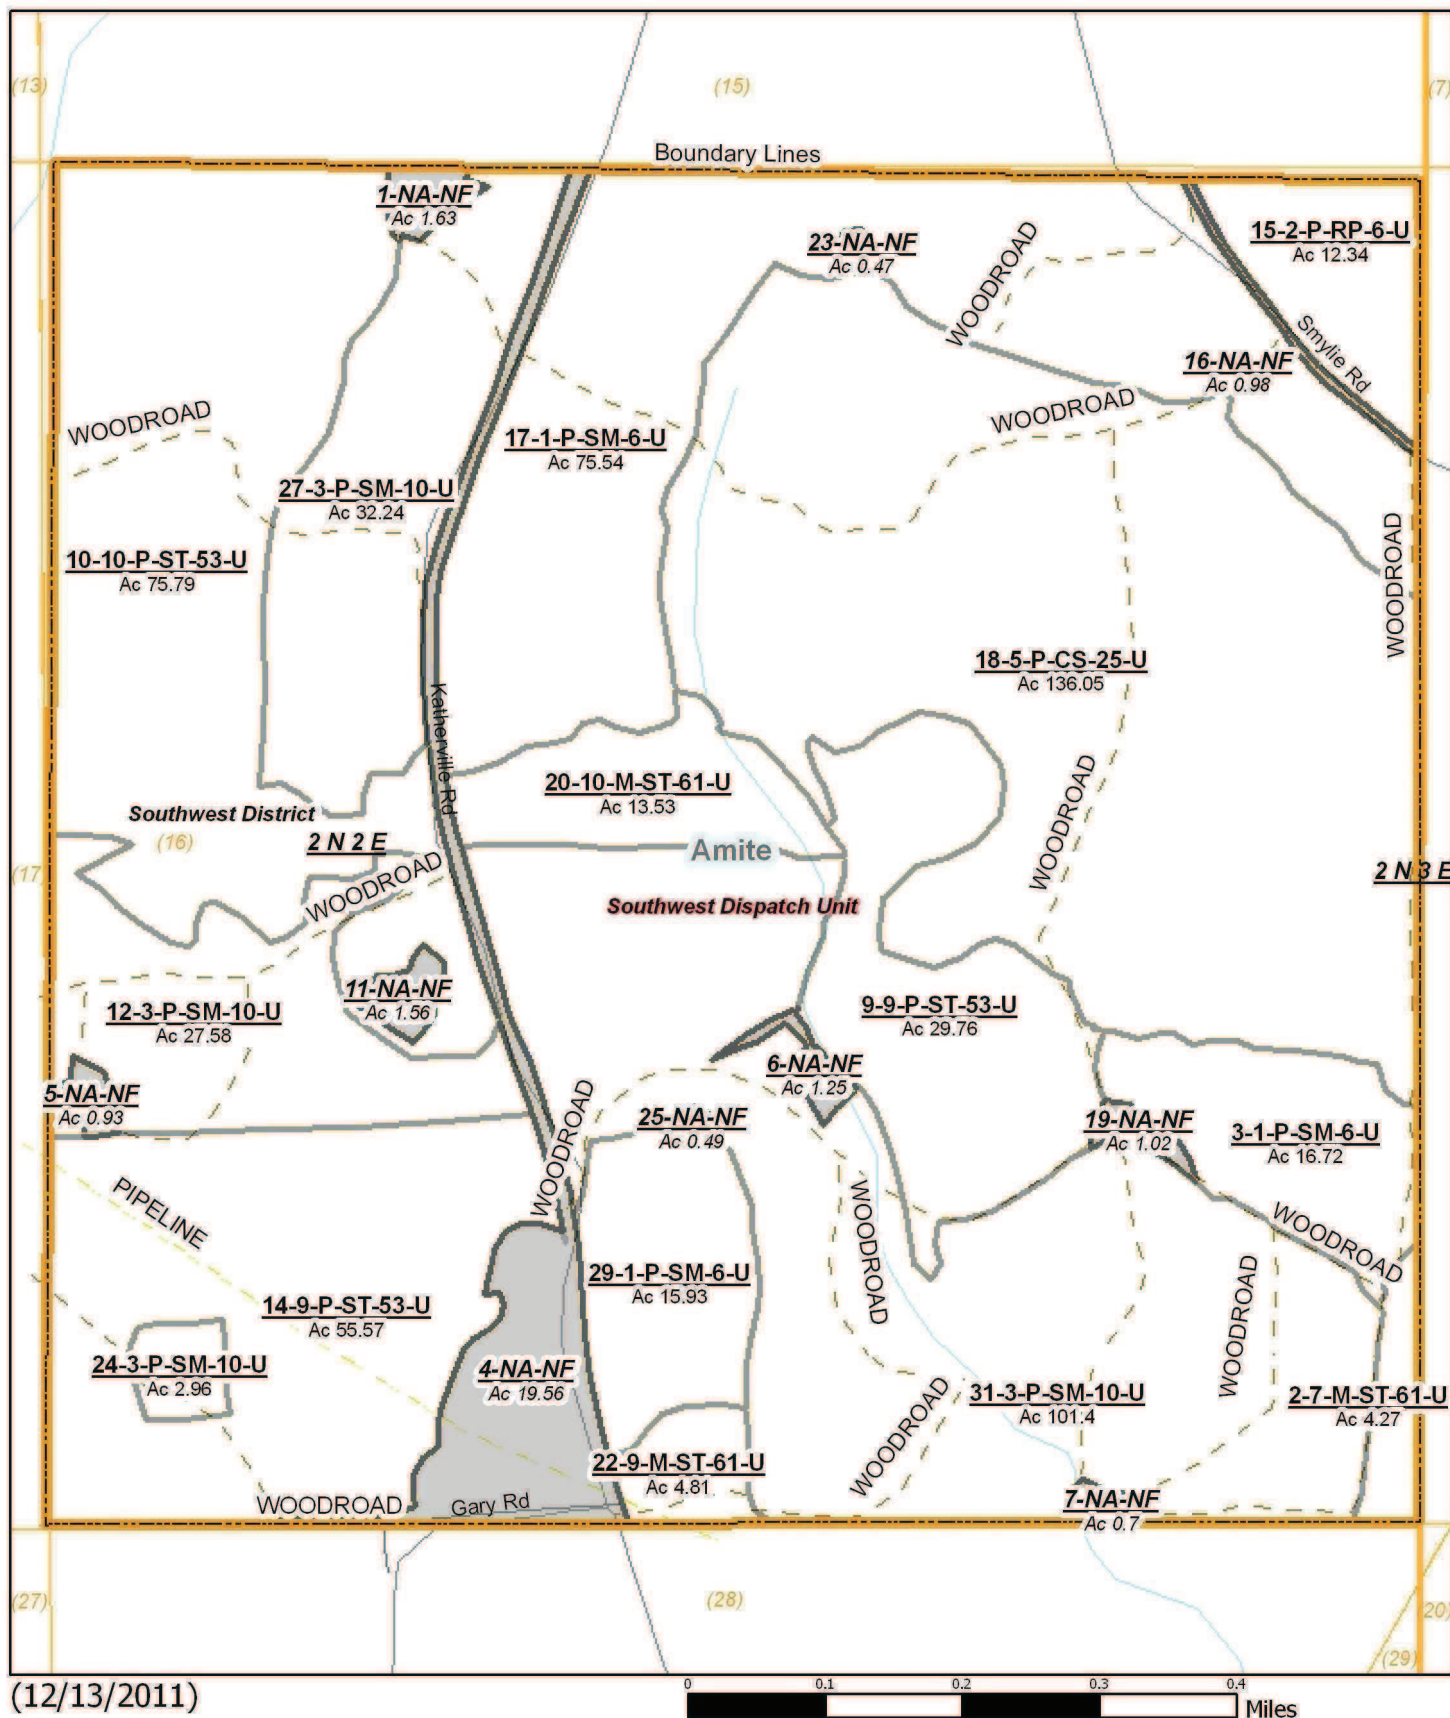 (13)
(15)
(7)
Boundary Lines
1-NA-NF
Ac 1.63
23-NA-NF
Ac 0.47
WOODROAD
15-2-P-RP-6-U
Ac 12.34
Smylie Rd
16-NA-NF
Ac 0.98
WOODROAD
WOODROAD
17-1-P-SM-6-U
Ac 75.54
27-3-P-SM-10-U
Ac 32.24
10-10-P-ST-53-U
Ac 75.79
WOODROAD
18-5-P-CS-25-U
Ac 136.05
Katherville Rd
20-10-M-ST-61-U
Ac 13.53
WOODROAD
Southwest District
(16)
2 N 2 E
Amite
(17)
2 N 3 E
WOODROAD
Southwest Dispatch Unit
11-NA-NF
Ac 1.56
12-3-P-SM-10-U
Ac 27.58
9-9-P-ST-53-U
Ac 29.76
6-NA-NF
Ac 1.25
5-NA-NF
Ac 0.93
25-NA-NF
Ac 0.49
19-NA-NF
Ac 1.02
3-1-P-SM-6-U
Ac 16.72
WOODROAD
PIPELINE
WOODROAD
WOODROAD
29-1-P-SM-6-U
Ac 15.93
14-9-P-ST-53-U
Ac 55.57
WOODROAD
24-3-P-SM-10-U
Ac 2.96
4-NA-NF
Ac 19.56
31-3-P-SM-10-U
Ac 101.4
2-7-M-ST-61-U
Ac 4.27
WOODROAD
22-9-M-ST-61-U
Ac 4.81
WOODROAD
Gary Rd
7-NA-NF
Ac 0.7
(27)
(28)
20)
(29)
(12/13/2011)
0 0.1 0.2 0.3 0.4
Miles